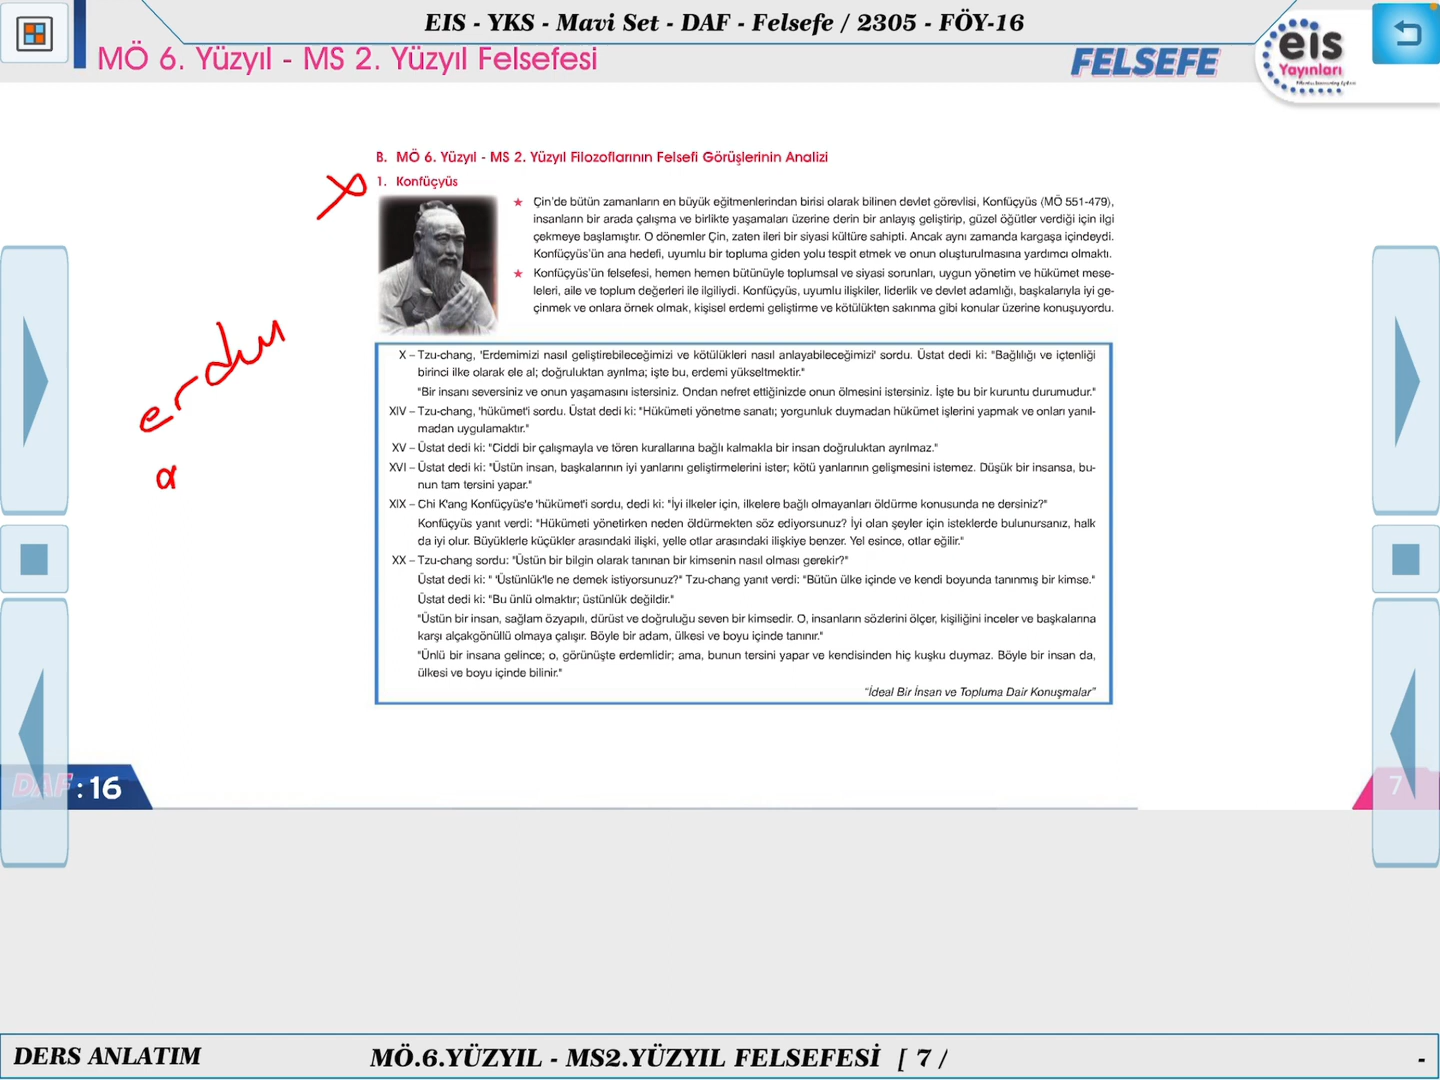 EIS - YKS - Mavi Set - DAF - Felsefe / 2305 - FÖY-16
MÖ 6. Yüzyıl - MS 2. Yüzyıl Felsefesi
FELSEFE
eis
Yayınları
B. MÖ 6. Yüzyıl - MS 2. Yüzyıl Filozoflarının Felsefi Görüşlerinin Analizi
1. Konfüçyüs
★ Çin'de bütün zamanların en büyük eğitmenlerinden birisi olarak bilinen devlet görevlisi, Konfüçyüs (MÖ 551-479),
insanların bir arada çalışma ve birlikte yaşamaları üzerine derin bir anlayış geliştirip, güzel öğütler verdiği için ilgi
çekmeye başlamıştır. O dönemler Çin, zaten ileri bir siyasi kültüre sahipti. Ancak aynı zamanda kargaşa içindeydi.
Konfüçyüs'ün ana hedefi, uyumlu bir topluma giden yolu tespit etmek ve onun oluşturulmasına yardımcı olmaktı.
★ Konfüçyüs'ün felsefesi, hemen hemen bütünüyle toplumsal ve siyasi sorunları, uygun yönetim ve hükümet mese-
leleri, aile ve toplum değerleri ile ilgiliydi. Konfüçyüs, uyumlu ilişkiler, liderlik ve devlet adamlığı, başkalarıyla iyi ge-
çinmek ve onlara örnek olmak, kişisel erdemi geliştirme ve kötülükten sakınma gibi konular üzerine konuşuyordu.
X – Tzu-chang, 'Erdemimizi nasıl geliştirebileceğimizi ve kötülükleri nasıl anlayabileceğimizi' sordu. Üstat dedi ki: "Bağlılığı ve içtenliği
birinci ilke olarak ele al; doğruluktan ayrılma; işte bu, erdemi yükseltmektir."
"Bir insanı seversiniz ve onun yaşamasını istersiniz. Ondan nefret ettiğinizde onun ölmesini istersiniz. İşte bu bir kuruntu durumudur."
XIV – Tzu-chang, 'hükümet'i sordu. Üstat dedi ki: "Hükümeti yönetme sanatı; yorgunluk duymadan hükümet işlerini yapmak ve onları yanıl-
madan uygulamaktır."
XV – Üstat dedi ki: "Ciddi bir çalışmayla ve tören kurallarına bağlı kalmakla bir insan doğruluktan ayrılmaz."
XVI – Üstat dedi ki: "Üstün insan, başkalarının iyi yanlarını geliştirmelerini ister; kötü yanlarının gelişmesini istemez. Düşük bir insansa, bu-
nun tam tersini yapar."
XIX – Chi K'ang Konfüçyüs'e 'hükümet'i sordu, dedi ki: "İyi ilkeler için, ilkelere bağlı olmayanları öldürme konusunda ne dersiniz?"
Konfüçyüs yanıt verdi: "Hükümeti yönetirken neden öldürmekten söz ediyorsunuz? İyi olan şeyler için isteklerde bulunursanız, halk
da iyi olur. Büyüklerle küçükler arasındaki ilişki, yelle otlar arasındaki ilişkiye benzer. Yel esince, otlar eğilir."
XX – Tzu-chang sordu: "Üstün bir bilgin olarak tanınan bir kimsenin nasıl olması gerekir?"
Üstat dedi ki: " 'Üstünlük'le ne demek istiyorsunuz?" Tzu-chang yanıt verdi: "Bütün ülke içinde ve kendi boyunda tanınmış bir kimse."
Üstat dedi ki: "Bu ünlü olmaktır; üstünlük değildir."
"Üstün bir insan, sağlam özyapılı, dürüst ve doğruluğu seven bir kimsedir. O, insanların sözlerini ölçer, kişiliğini inceler ve başkalarına
karşı alçakgönüllü olmaya çalışır. Böyle bir adam, ülkesi ve boyu içinde tanınır."
"Ünlü bir insana gelince; o, görünüşte erdemlidir; ama, bunun tersini yapar ve kendisinden hiç kuşku duymaz. Böyle bir insan da,
ülkesi ve boyu içinde bilinir."
"İdeal Bir İnsan ve Topluma Dair Konuşmalar"
DAF : 16
7
DERS ANLATIM
MÖ.6.YÜZYIL - MS2.YÜZYIL FELSEFESİ [ 7 /
-